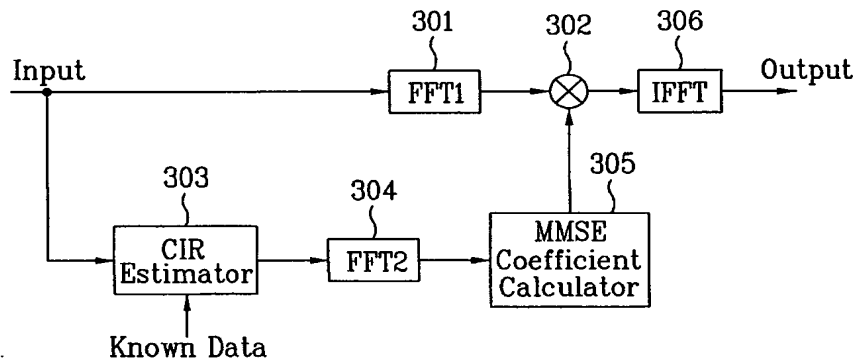 301
302
306
Input
Output
FFT1
IFFT
303
304
305
CIR
Estimator
FFT2
MMSE
Coefficient
Calculator
Known Data